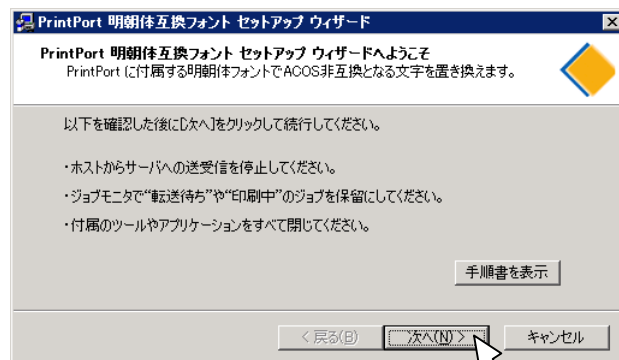 PrintPort 明朝体互換フォント セットアップ ウィザード
PrintPort 明朝体互換フォント セットアップ ウィザードへようこそ
PrintPort に付属する明朝体フォントでACOS非互換となる文字を置き換えます。
以下を確認した後に[次へ]をクリックして続行してください。
・ホストからサーバへの送受信を停止してください。
・ジョブモニタで“転送待ち”や“印刷中”のジョブを保留にしてください。
・付属のツールやアプリケーションをすべて閉じてください。
手順書を表示
< 戻る(B)
次へ(N) >
キャンセル